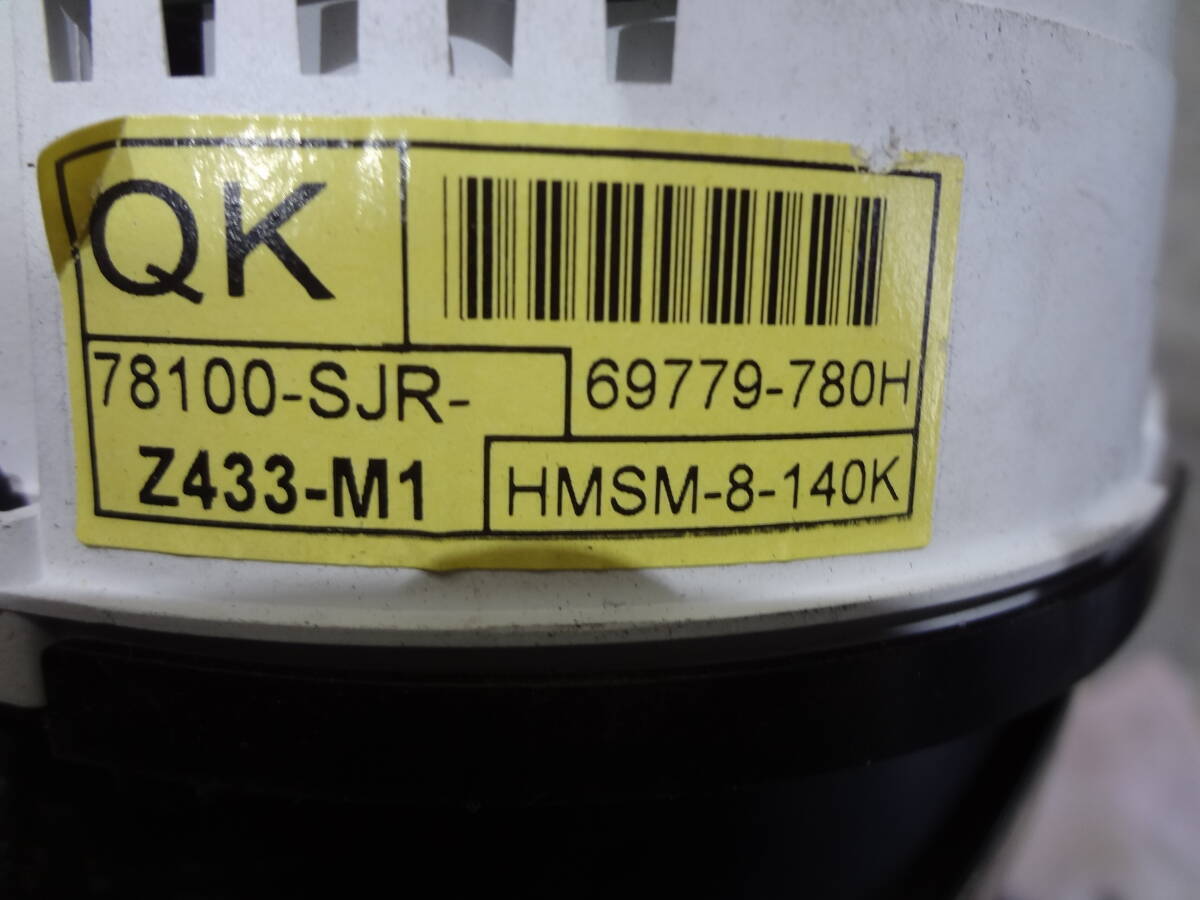 QK
78100-SJR-
Z433-M1
69779-780H
HMSM-8-140K